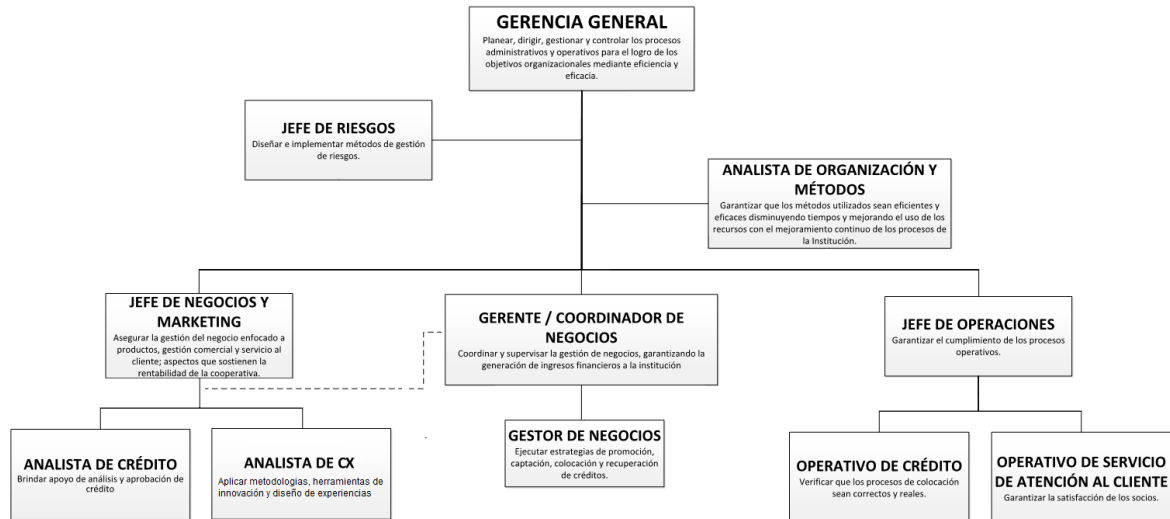 GERENCIA GENERAL
Planear, dirigir, gestionar y controlar los procesos
administrativos y operativos para el logro de los
objetivos organizacionales mediante eficiencia y
eficacia.
JEFE DE RIESGOS
Diseñar e implementar métodos de gestión
de riesgos.
ANALISTA DE ORGANIZACIÓN Y
MÉTODOS
Garantizar que los métodos utilizados sean eficientes y
eficaces disminuyendo tiempos y mejorando el uso de los
recursos con el mejoramiento continuo de los procesos de
la Institución.
JEFE DE NEGOCIOS Y
MARKETING
Asegurar la gestión del negocio enfocado a
productos, gestión comercial y servicio al
cliente; aspectos que sostienen la
rentabilidad de la cooperativa.
GERENTE / COORDINADOR DE
NEGOCIOS
Coordinar y supervisar la gestión de negocios, garantizando la
generación de ingresos financieros a la institución
JEFE DE OPERACIONES
Garantizar el cumplimiento de los procesos
operativos.
ANALISTA DE CRÉDITO
Brindar apoyo de análisis y aprobación de
crédito
ANALISTA DE CX
Aplicar metodologías, herramientas de
innovación y diseño de experiencias
GESTOR DE NEGOCIOS
Ejecutar estrategias de promoción,
captación, colocación y recuperación
de créditos.
OPERATIVO DE CRÉDITO
Verificar que los procesos de colocación
sean correctos y reales.
OPERATIVO DE SERVICIO
DE ATENCIÓN AL CLIENTE
Garantizar la satisfacción de los socios.